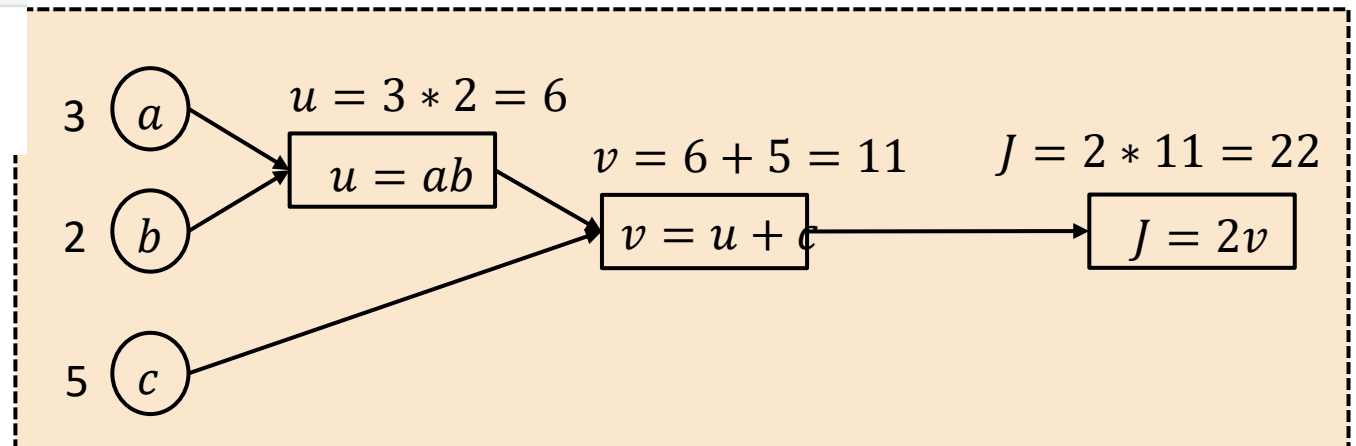 3 a
u = 3 * 2 = 6
u = ab
2 b
v = 6 + 5 = 11
v = u + c
J = 2 * 11 = 22
J = 2v
5 c